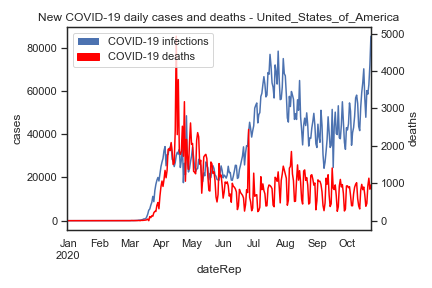 New COVID-19 daily cases and deaths - United_States_of_America
COVID-19 infections
COVID-19 deaths
80000
60000
40000
20000
0
cases
5000
4000
3000
2000
1000
0
deaths
Jan Feb Mar Apr May Jun Jul Aug Sep Oct
2020
dateRep